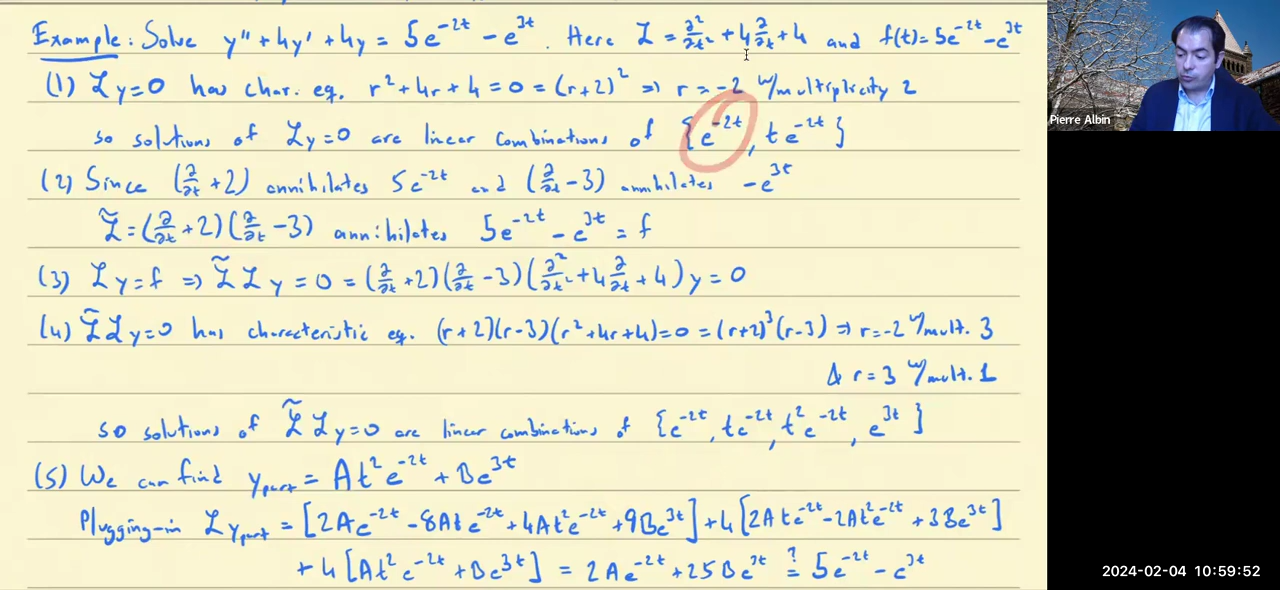 Example: Solve y'' + 4y' + 4y = 5e^{-2t} - e^{3t}. Here ℒ = ∂²/∂t² + 4 ∂/∂t + 4 and f(t) = 5e^{-2t} - e^{3t}
(1) ℒy=0 has char. eq. r² + 4r + 4 = 0 = (r+2)² ⇒ r = -2 w/multiplicity 2
so solutions of ℒy=0 are linear combinations of {e^{-2t}, te^{-2t}}
(2) Since (∂/∂t + 2) annihilates 5e^{-2t} and (∂/∂t - 3) annihilates -e^{3t}
ℒ̃ = (∂/∂t + 2)(∂/∂t - 3) annihilates 5e^{-2t} - e^{3t} = f
(3) ℒy = f ⇒ ℒ̃ℒy = 0 = (∂/∂t + 2)(∂/∂t - 3)(∂²/∂t² + 4 ∂/∂t + 4)y = 0
(4) ℒ̃ℒy=0 has characteristic eq. (r+2)(r-3)(r²+4r+4)=0 = (r+2)³(r-3) ⇒ r=-2 w/mult. 3
& r=3 w/mult. 1
so solutions of ℒ̃ℒy=0 are linear combinations of {e^{-2t}, te^{-2t}, t²e^{-2t}, e^{3t}}
(5) We can find y_{part} = At²e^{-2t} + Be^{3t}
Plugging-in ℒy_{part} = [2Ae^{-2t} - 8Ate^{-2t} + 4At²e^{-2t} + 9Be^{3t}] + 4[2Ate^{-2t} - 2At²e^{-2t} + 3Be^{3t}]
+ 4[At²e^{-2t} + Be^{3t}] = 2Ae^{-2t} + 25Be^{3t} ?= 5e^{-2t} - e^{3t}
Pierre Albin
2024-02-04 10:59:52